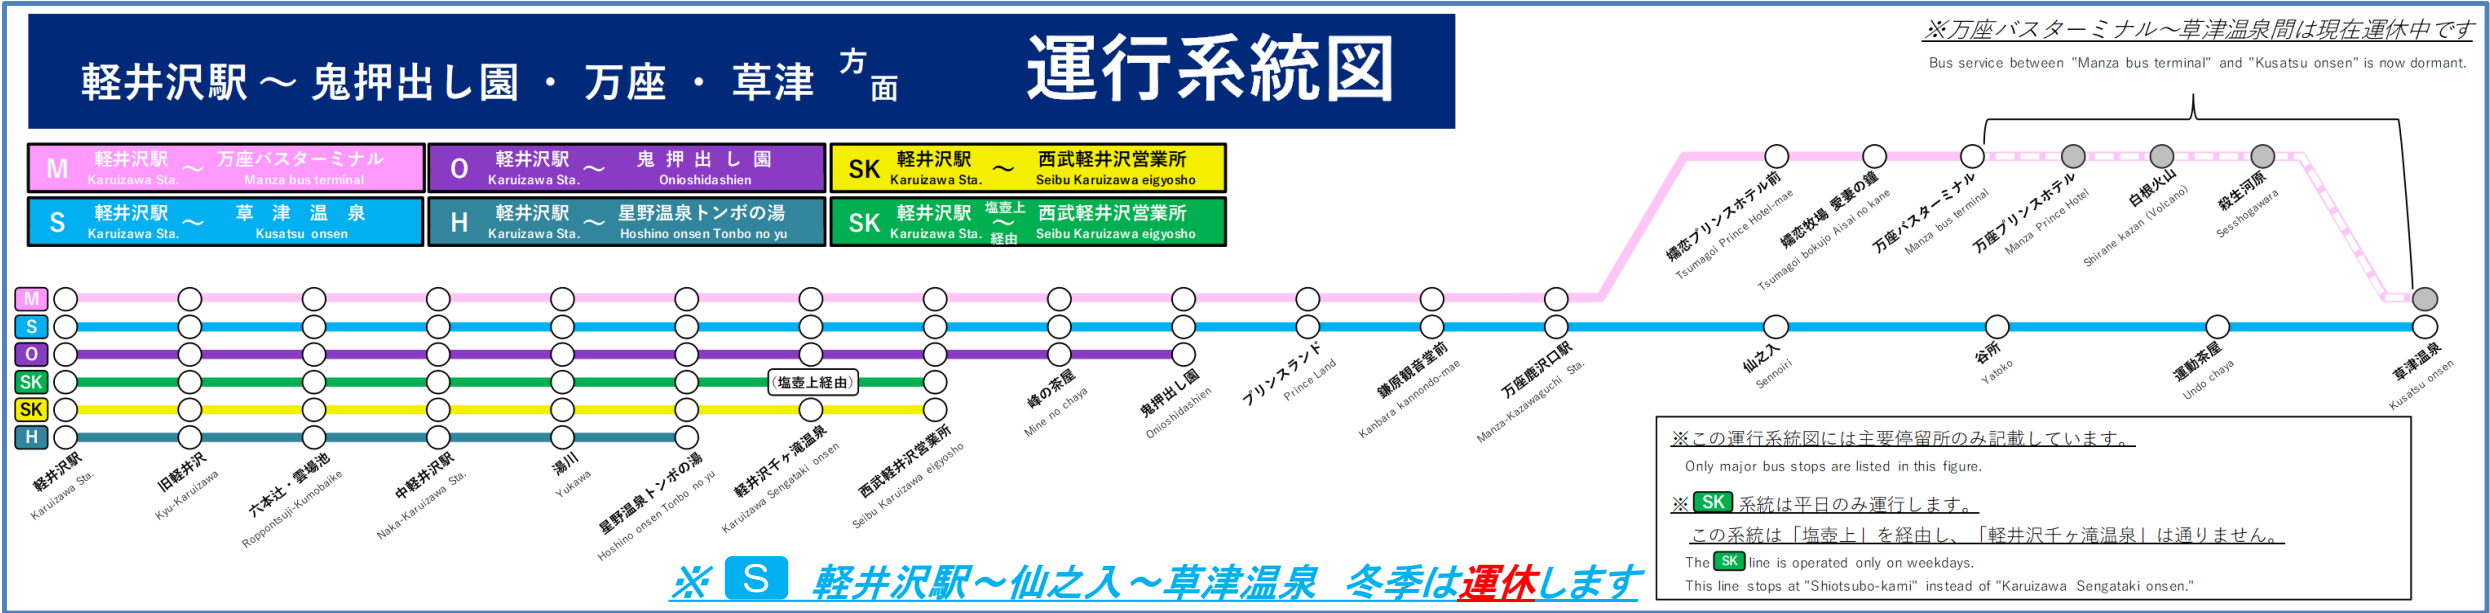 軽井沢駅 ～ 鬼押出し園 ・ 万座 ・ 草津 方面 運行系統図
※万座バスターミナル～草津温泉間は現在運休中です
Bus service between "Manza bus terminal" and "Kusatsu onsen" is now dormant.
M 軽井沢駅 ～ 万座バスターミナル
Karuizawa Sta. Manza bus terminal
O 軽井沢駅 ～ 鬼押出し園
Karuizawa Sta. Onioshidashien
SK 軽井沢駅 ～ 西武軽井沢営業所
Karuizawa Sta. Seibu Karuizawa eigyosho
S 軽井沢駅 ～ 草津温泉
Karuizawa Sta. Kusatsu onsen
H 軽井沢駅 ～ 星野温泉トンボの湯
Karuizawa Sta. Hoshino onsen Tonbo no yu
SK 軽井沢駅 塩壺上 ～ 経由 西武軽井沢営業所
Karuizawa Sta. Seibu Karuizawa eigyosho
嬬恋プリンスホテル前
Tsumagoi Prince Hotel-mae
嬬恋牧場 愛妻の鐘
Tsumagoi bokujo Aisai no kane
万座バスターミナル
Manza bus terminal
万座プリンスホテル
Manza Prince Hotel
白根火山
Shirane kazan (Volcano)
殺生河原
Sesshogawara
M
S
O
SK
(塩壺上経由)
SK
H
軽井沢駅
Karuizawa Sta.
旧軽井沢
Kyu-Karuizawa
六本辻・雲場池
Roppontsuji-Kumobaike
中軽井沢駅
Naka-Karuizawa Sta.
湯川
Yukawa
星野温泉トンボの湯
Hoshino onsen Tonbo no yu
軽井沢千ヶ滝温泉
Karuizawa Sengataki onsen
西武軽井沢営業所
Seibu Karuizawa eigyosho
峰の茶屋
Mine no chaya
鬼押出し園
Onioshidashien
プリンスランド
Prince Land
鎌原観音堂前
Kanbara kannondo-mae
万座鹿沢口駅
Manza-Kazawaguchi Sta.
仙之入
Sennoiri
谷所
Yatoko
運動茶屋
Undo chaya
草津温泉
Kusatsu onsen
※この運行系統図には主要停留所のみ記載しています。
Only major bus stops are listed in this figure.
※ SK 系統は平日のみ運行します。
この系統は「塩壺上」を経由し、「軽井沢千ヶ滝温泉」は通りません。
The SK line is operated only on weekdays.
This line stops at "Shiotsubo-kami" instead of "Karuizawa Sengataki onsen."
※ S 軽井沢駅～仙之入～草津温泉 冬季は運休します